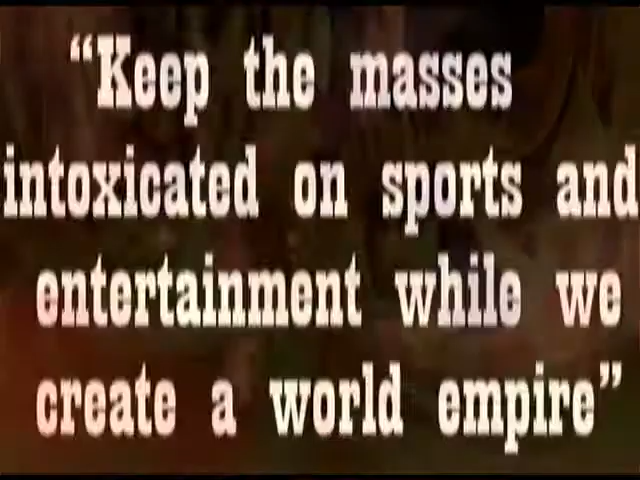 “Keep the masses
intoxicated on sports and
entertainment while we
create a world empire”